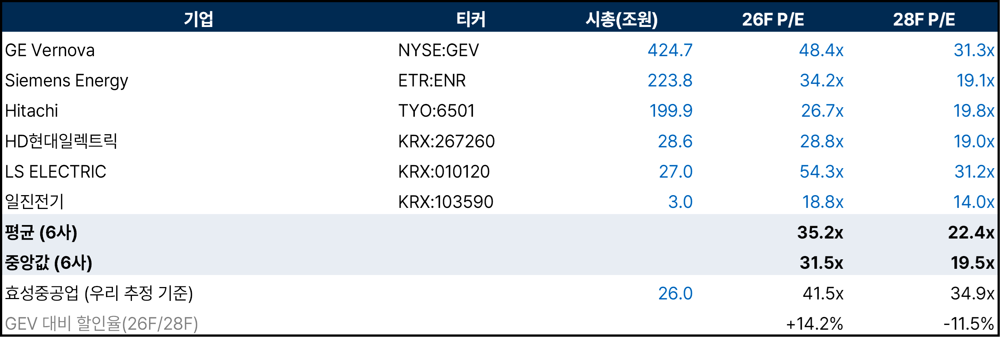 기업 티커 시총(조원) 26F P/E 28F P/E
GE Vernova NYSE:GEV 424.7 48.4x 31.3x
Siemens Energy ETR:ENR 223.8 34.2x 19.1x
Hitachi TYO:6501 199.9 26.7x 19.8x
HD현대일렉트릭 KRX:267260 28.6 28.8x 19.0x
LS ELECTRIC KRX:010120 27.0 54.3x 31.2x
일진전기 KRX:103590 3.0 18.8x 14.0x
평균 (6사) 35.2x 22.4x
중앙값 (6사) 31.5x 19.5x
효성중공업 (우리 추정 기준) 26.0 41.5x 34.9x
GEV 대비 할인율(26F/28F) +14.2% -11.5%